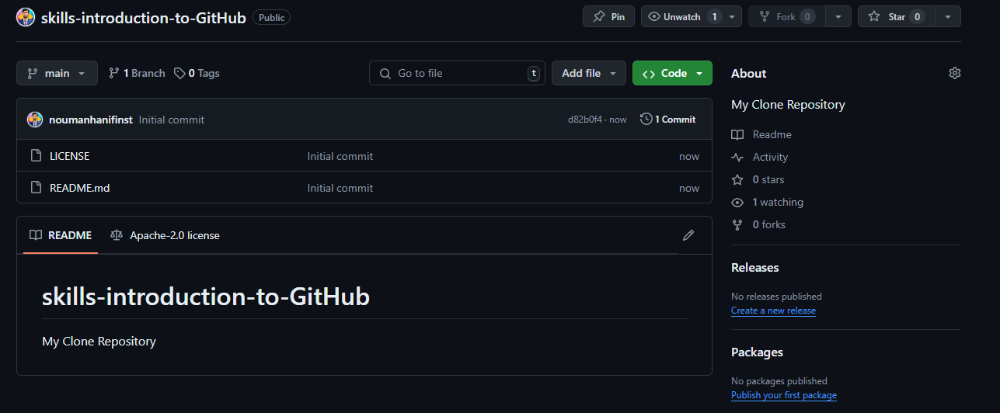 skills-introduction-to-GitHub Public Pin Unwatch 1 Fork 0 Star 0
main 1 Branch 0 Tags Go to file t Add file Code
noumanhanifinst Initial commit d82b0f4 · now 1 Commit
LICENSE Initial commit now
README.md Initial commit now
README Apache-2.0 license
skills-introduction-to-GitHub
My Clone Repository
About
My Clone Repository
Readme
Activity
0 stars
1 watching
0 forks
Releases
No releases published
Create a new release
Packages
No packages published
Publish your first package